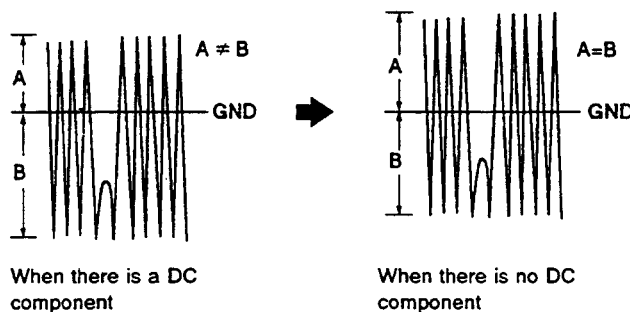 A ≠ B
A
GND
B
When there is a DC
component
A=B
A
GND
B
When there is no DC
component